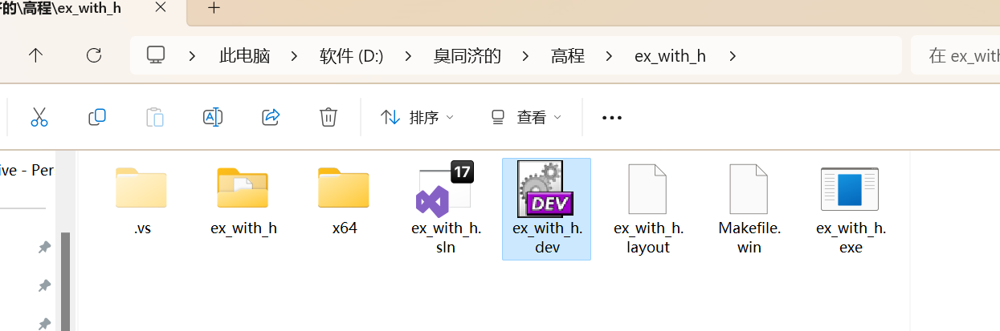 的\高程\ex_with_h
此电脑 软件 (D:) 臭同济的 高程 ex_with_h
在 ex_with
排序 查看
ive - Per
17
DEV
.vs
ex_with_h
x64
ex_with_h.
sln
ex_with_h.
dev
ex_with_h.
layout
Makefile.
win
ex_with_h.
exe